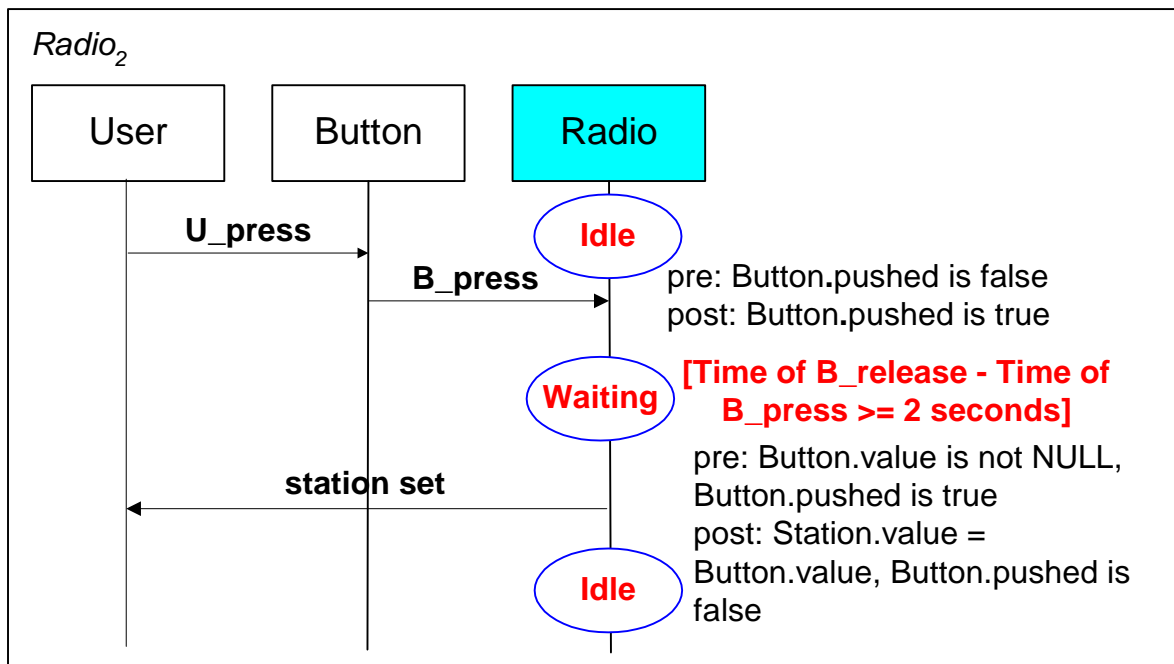 Radio₂
User
Button
Radio
Idle
U_press
B_press
pre: Button.pushed is false
post: Button.pushed is true
Waiting
[Time of B_release - Time of
B_press >= 2 seconds]
pre: Button.value is not NULL,
Button.pushed is true
station set
post: Station.value =
Button.value, Button.pushed is
false
Idle